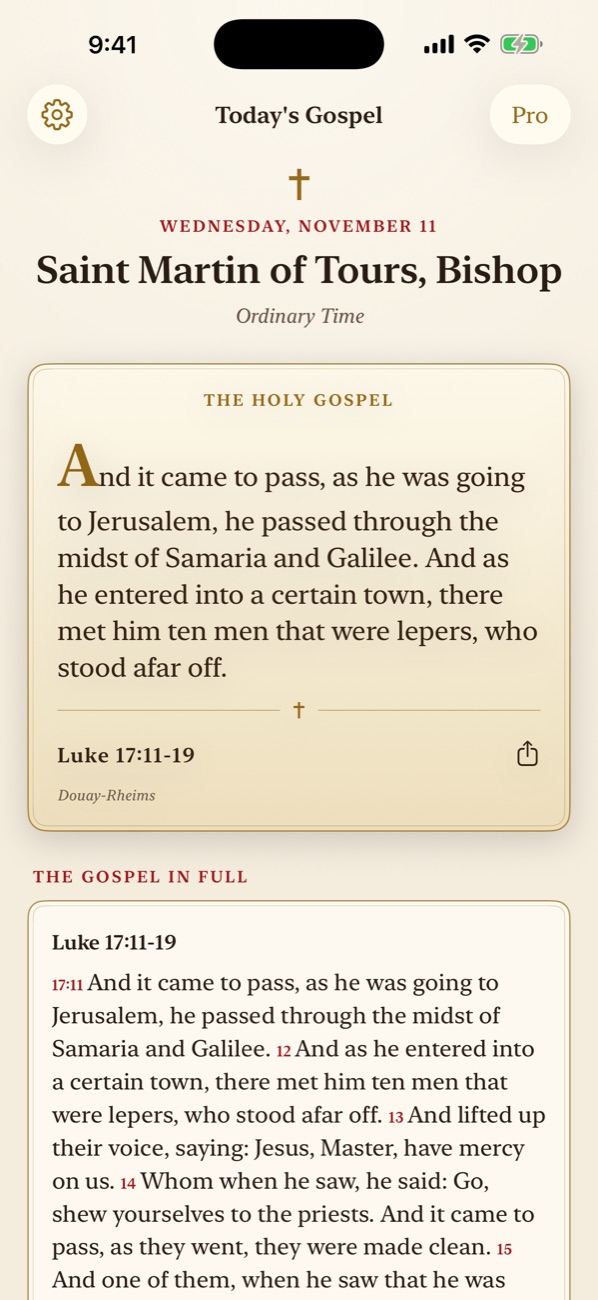 9:41
Today's Gospel
Pro
WEDNESDAY, NOVEMBER 11
Saint Martin of Tours, Bishop
Ordinary Time
THE HOLY GOSPEL
And it came to pass, as he was going
to Jerusalem, he passed through the
midst of Samaria and Galilee. And as
he entered into a certain town, there
met him ten men that were lepers, who
stood afar off.
Luke 17:11-19
Douay-Rheims
THE GOSPEL IN FULL
Luke 17:11-19
17:11 And it came to pass, as he was going to
Jerusalem, he passed through the midst of
Samaria and Galilee. 12 And as he entered into
a certain town, there met him ten men that
were lepers, who stood afar off. 13 And lifted up
their voice, saying: Jesus, Master, have mercy
on us. 14 Whom when he saw, he said: Go,
shew yourselves to the priests. And it came to
pass, as they went, they were made clean. 15
And one of them, when he saw that he was